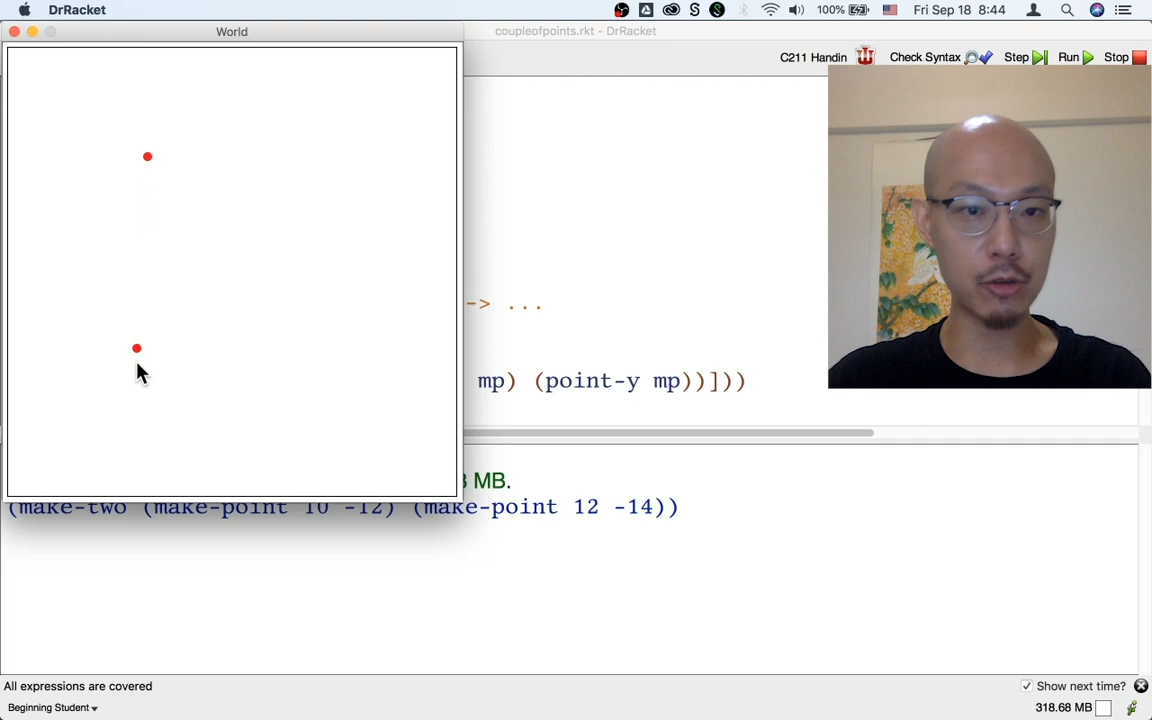 DrRacket
100%
Fri Sep 18 8:44
World
coupleofpoints.rkt - DrRacket
C211 Handin
Check Syntax
Step
Run
Stop
-> ...
mp) (point-y mp))]))
MB.
(make-two (make-point 10 -12) (make-point 12 -14))
All expressions are covered
Show next time?
Beginning Student
318.68 MB